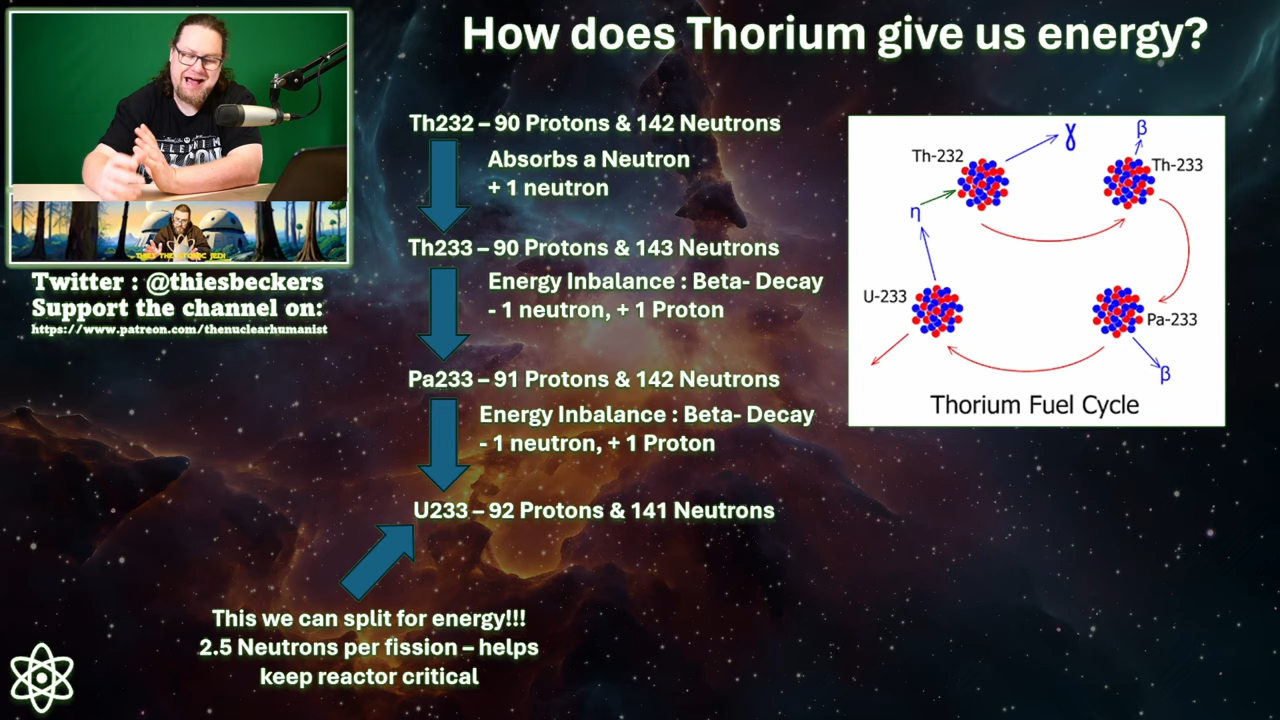 How does Thorium give us energy?
Th232 – 90 Protons & 142 Neutrons
Absorbs a Neutron
+ 1 neutron
Th233 – 90 Protons & 143 Neutrons
Energy Inbalance : Beta- Decay
- 1 neutron, + 1 Proton
Pa233 – 91 Protons & 142 Neutrons
Energy Inbalance : Beta- Decay
- 1 neutron, + 1 Proton
U233 – 92 Protons & 141 Neutrons
This we can split for energy!!!
2.5 Neutrons per fission – helps
keep reactor critical
Th-232
γ
β
Th-233
η
U-233
Pa-233
β
Thorium Fuel Cycle
THIES THE ATOMIC JEDI
Twitter : @thiesbeckers
Support the channel on:
https://www.patreon.com/thenuclearhumanist